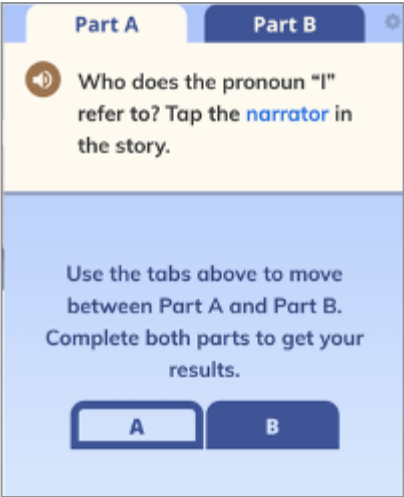 Part A Part B
Who does the pronoun “I”
refer to? Tap the narrator in
the story.
Use the tabs above to move
between Part A and Part B.
Complete both parts to get your
results.
A B